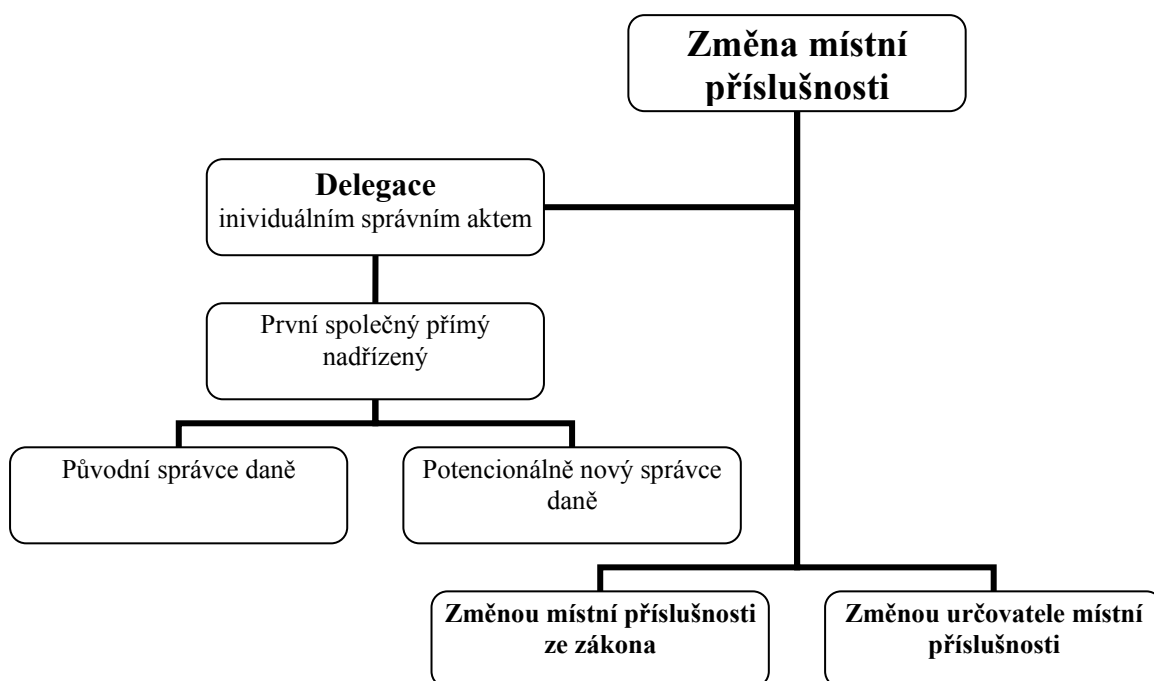 Změna místní
příslušnosti
Delegace
inividuálním správním aktem
První společný přímý
nadřízený
Původní správce daně
Potencionálně nový správce
daně
Změnou místní příslušnosti
ze zákona
Změnou určovatele místní
příslušnosti